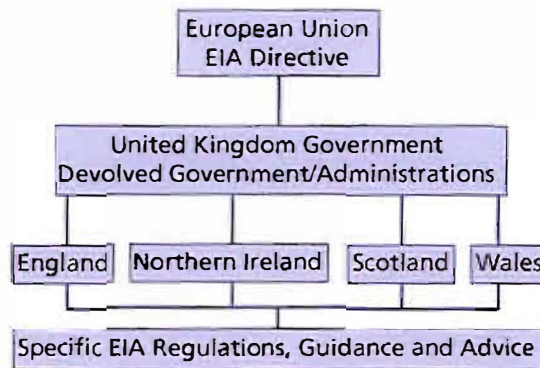 European Union
EIA Directive
United Kingdom Government
Devolved Government/Administrations
England
Northern Ireland
Scotland
Wales
Specific EIA Regulations, Guidance and Advice